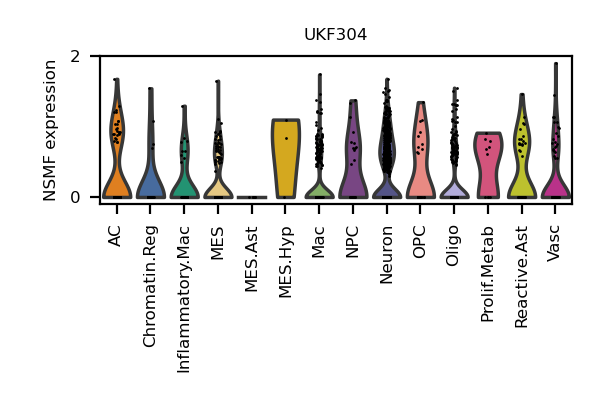 UKF304
NSMF expression
2
0
AC
Chromatin.Reg
Inflammatory.Mac
MES
MES.Ast
MES.Hyp
Mac
NPC
Neuron
OPC
Oligo
Prolif.Metab
Reactive.Ast
Vasc